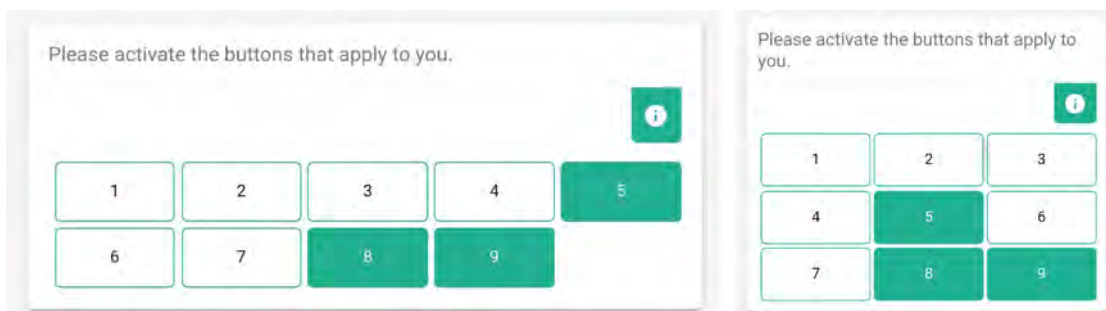 Please activate the buttons that apply to you.
i
1 2 3 4 5
6 7 8 9
Please activate the buttons that apply to
you.
i
1 2 3
4 5 6
7 8 9